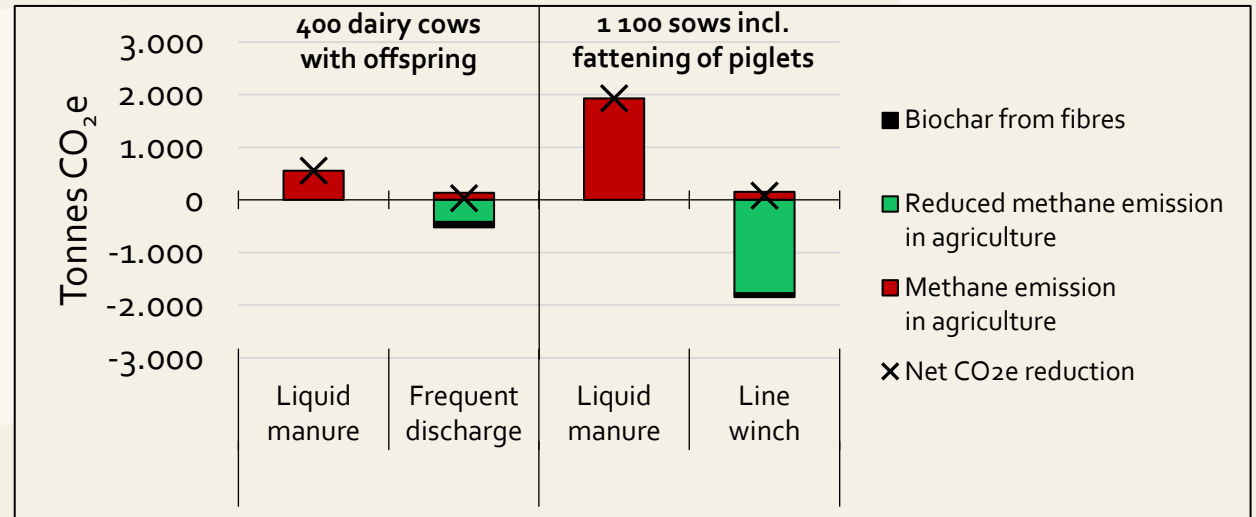 400 dairy cows
with offspring
1 100 sows incl.
fattening of piglets
Tonnes CO₂e
3.000
2.000
1.000
0
-1.000
-2.000
-3.000
Liquid
manure
Frequent
discharge
Liquid
manure
Line
winch
Biochar from fibres
Reduced methane emission
in agriculture
Methane emission
in agriculture
Net CO2e reduction